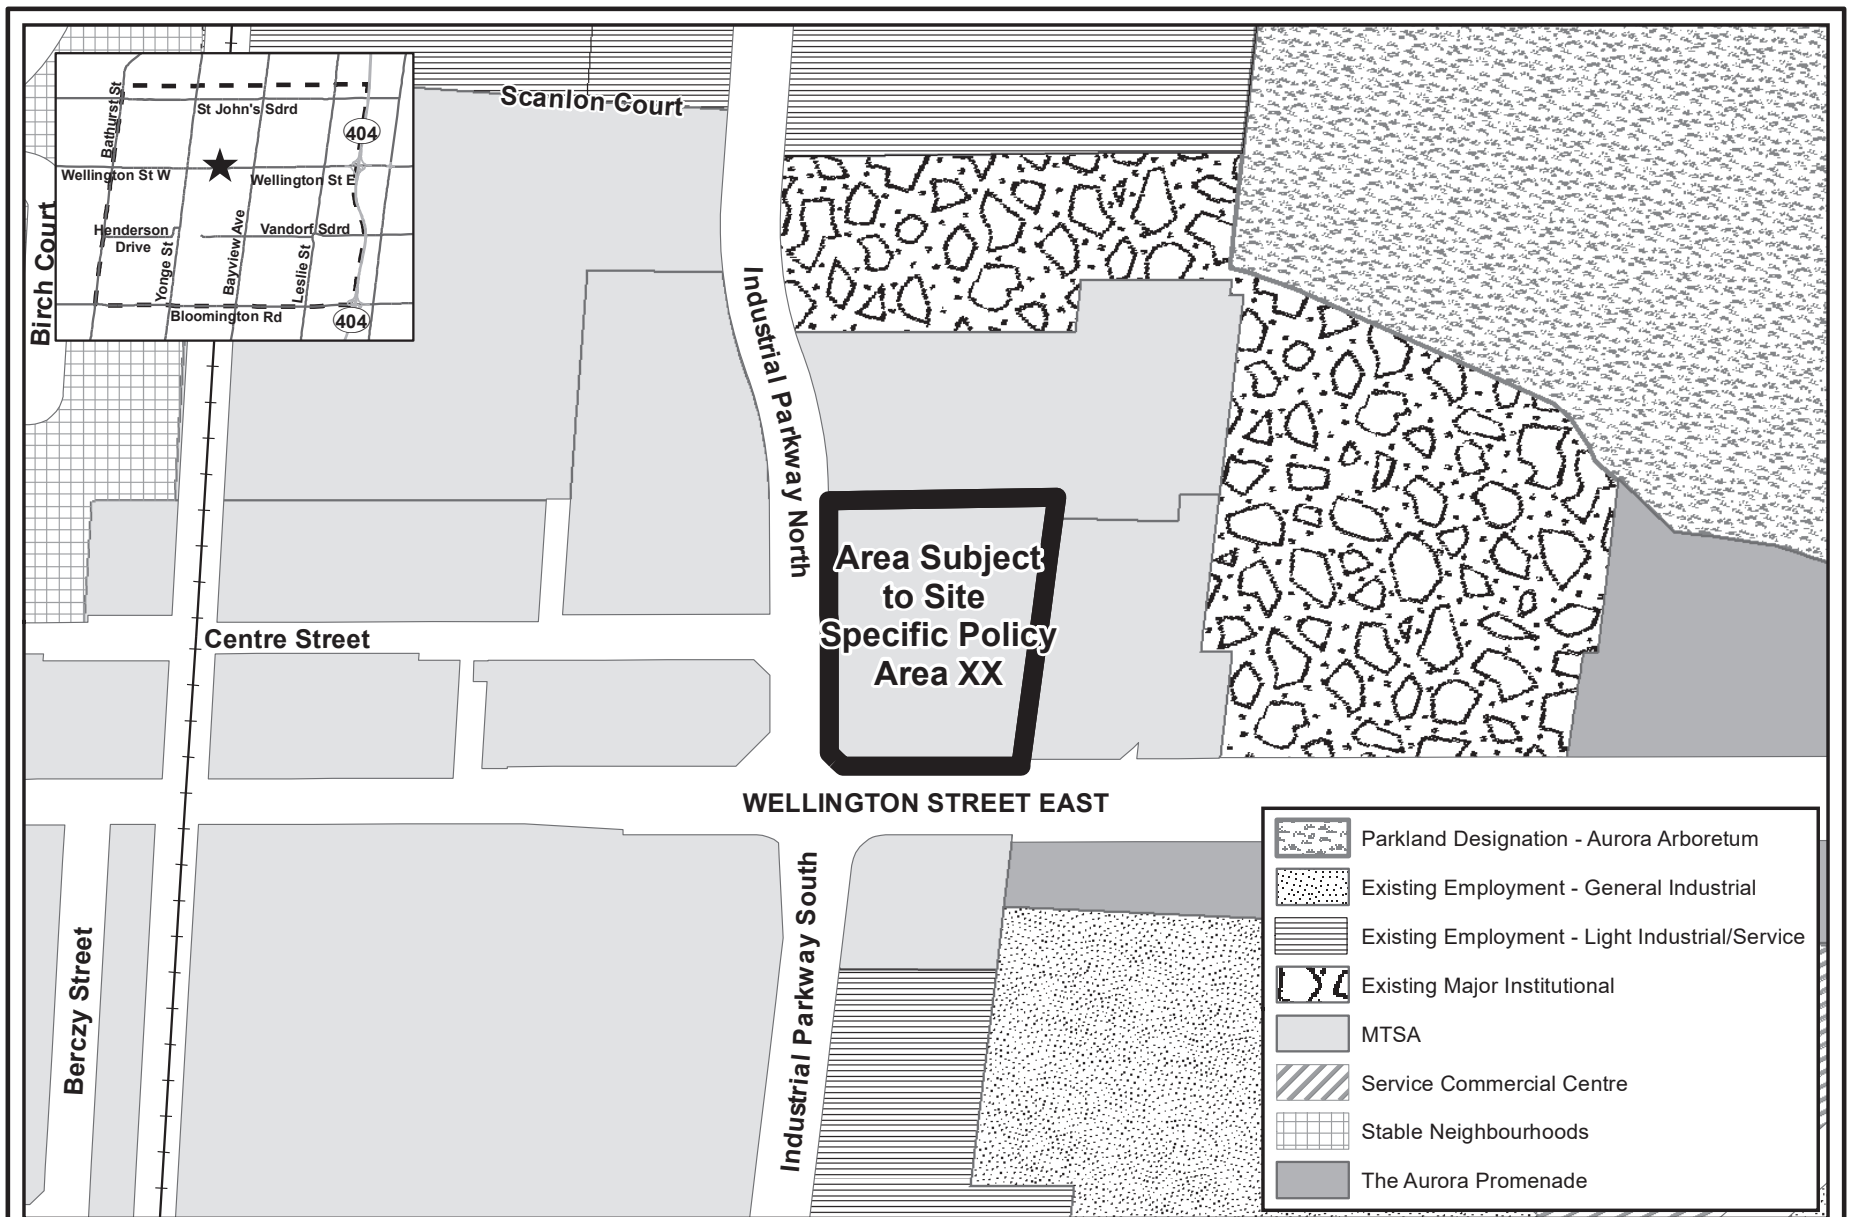 Scanlon Court
St John's Sdrd
Bathurst St
404
Wellington St W
Wellington St E
Henderson
Drive
Vandorf Sdrd
Yonge St
Bayview Ave
Leslie St
Bloomington Rd
404
Birch Court
Industrial Parkway North
Area Subject
to Site
Specific Policy
Area XX
Centre Street
WELLINGTON STREET EAST
Berczy Street
Industrial Parkway South
Parkland Designation - Aurora Arboretum
Existing Employment - General Industrial
Existing Employment - Light Industrial/Service
Existing Major Institutional
MTSA
Service Commercial Centre
Stable Neighbourhoods
The Aurora Promenade